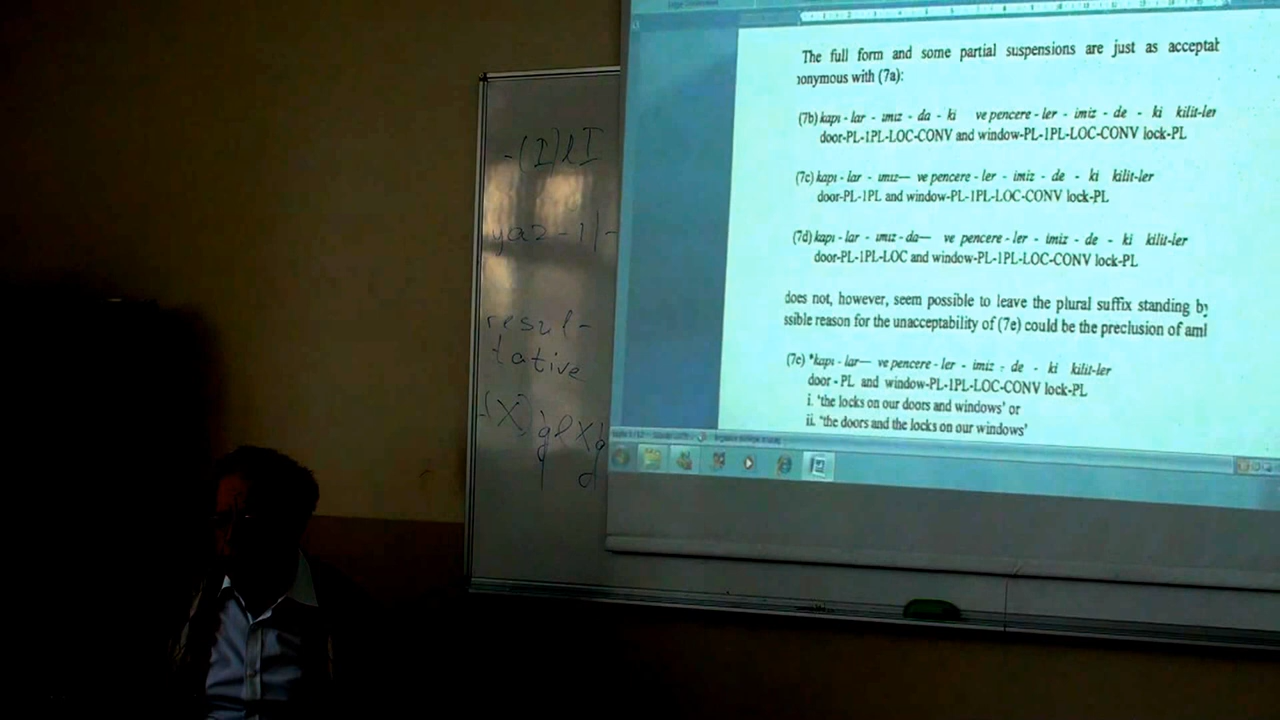 -(I)lI
yaz-ıl-
resul-
tative
The full form and some partial suspensions are just as acceptab
onymous with (7a):
(7b) kapı - lar - ımız - da - ki ve pencere - ler - imiz - de - ki kilit-ler
door-PL-1PL-LOC-CONV and window-PL-1PL-LOC-CONV lock-PL
(7c) kapı - lar - ımız— ve pencere - ler - imiz - de - ki kilit-ler
door-PL-1PL and window-PL-1PL-LOC-CONV lock-PL
(7d) kapı - lar - ımız - da— ve pencere - ler - imiz - de - ki kilit-ler
door-PL-1PL-LOC and window-PL-1PL-LOC-CONV lock-PL
does not, however, seem possible to leave the plural suffix standing by
ssible reason for the unacceptability of (7e) could be the preclusion of aml
(7e) *kapı - lar— ve pencere - ler - imiz - de - ki kilit-ler
door - PL and window-PL-1PL-LOC-CONV lock-PL
i. 'the locks on our doors and windows' or
ii. 'the doors and the locks on our windows'